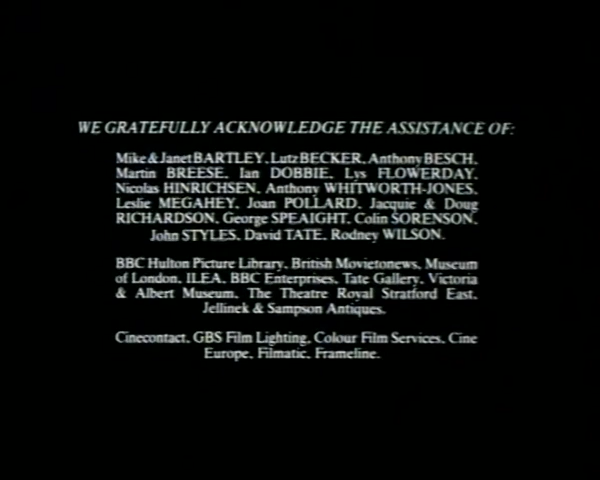 WE GRATEFULLY ACKNOWLEDGE THE ASSISTANCE OF:
Mike & Janet BARTLEY, Lutz BECKER, Anthony BESCH,
Martin BREESE, Ian DOBBIE, Lys FLOWERDAY,
Nicolas HINRICHSEN, Anthony WHITWORTH-JONES,
Leslie MEGAHEY, Joan POLLARD, Jacquie & Doug
RICHARDSON, George SPEAIGHT, Colin SORENSON,
John STYLES, David TATE, Rodney WILSON.
BBC Hulton Picture Library, British Movietonews, Museum
of London, ILEA, BBC Enterprises, Tate Gallery, Victoria
& Albert Museum, The Theatre Royal Stratford East,
Jellinek & Sampson Antiques.
Cinecontact, GBS Film Lighting, Colour Film Services, Cine
Europe, Filmatic, Frameline.